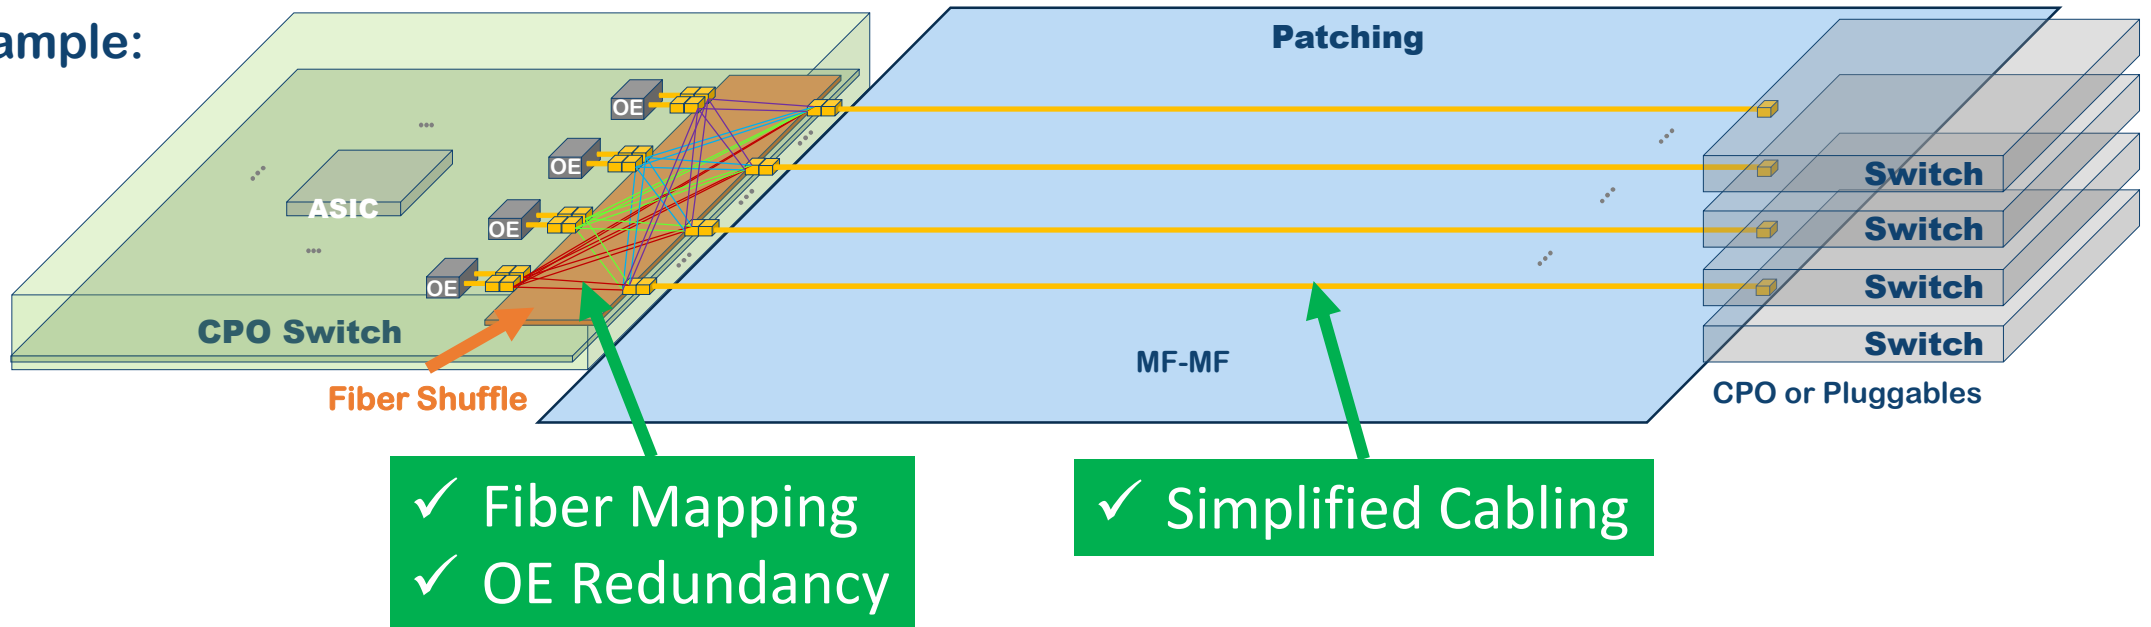 ample:
Patching
OE
OE
ASIC
OE
OE
CPO Switch
Fiber Shuffle
MF-MF
Switch
Switch
Switch
Switch
CPO or Pluggables
✓ Fiber Mapping
✓ OE Redundancy
✓ Simplified Cabling